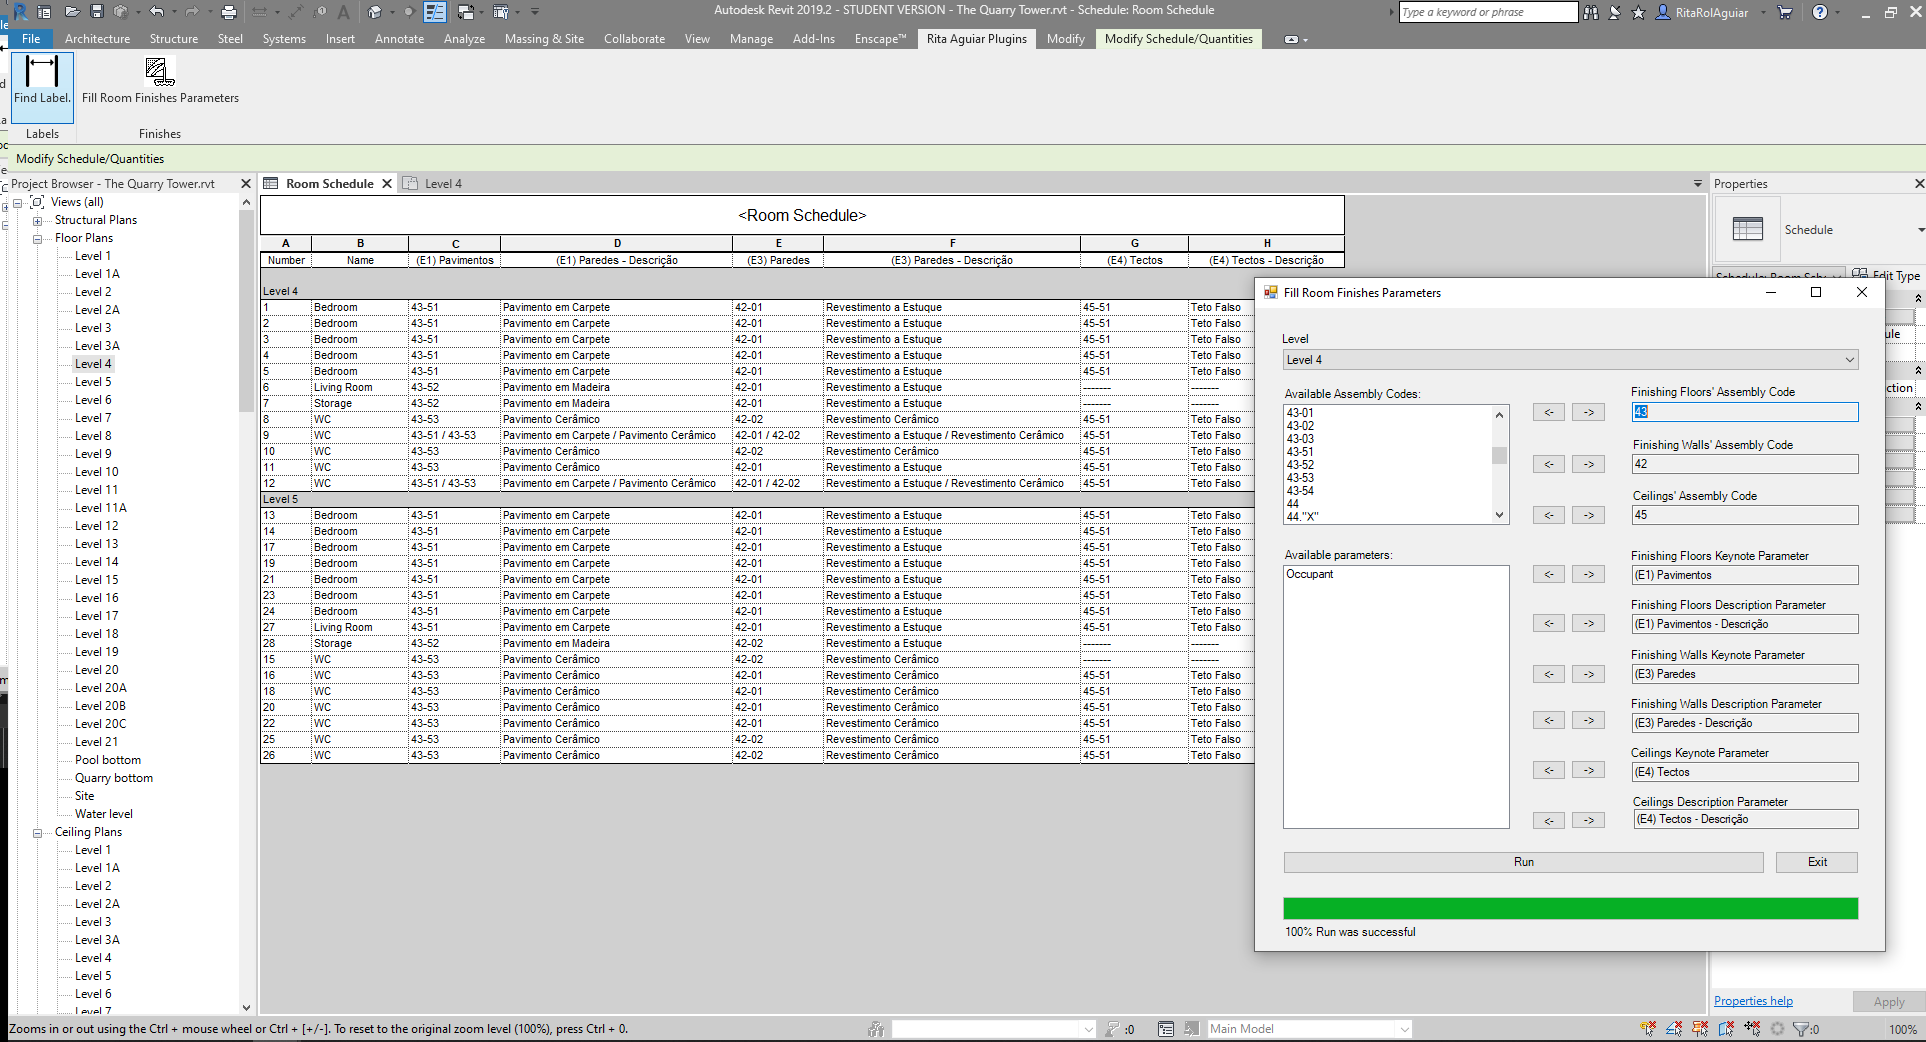 Autodesk Revit 2019.2 - STUDENT VERSION - The Quarry Tower.rvt - Schedule: Room Schedule
Type a keyword or phrase
RitaRolAguiar
File Architecture Structure Steel Systems Insert Annotate Analyze Massing & Site Collaborate View Manage Add-Ins Enscape™ Rita Aguiar Plugins Modify Modify Schedule/Quantities
Find Label. Fill Room Finishes Parameters
Labels Finishes
Modify Schedule/Quantities
Project Browser - The Quarry Tower.rvt
Views (all)
Structural Plans
Floor Plans
Level 1
Level 1A
Level 2
Level 2A
Level 3
Level 3A
Level 4
Level 5
Level 6
Level 7
Level 8
Level 9
Level 10
Level 11
Level 11A
Level 12
Level 13
Level 14
Level 15
Level 16
Level 17
Level 18
Level 19
Level 20
Level 20A
Level 20B
Level 20C
Level 21
Pool bottom
Quarry bottom
Site
Water level
Ceiling Plans
Level 1
Level 1A
Level 2
Level 2A
Level 3
Level 3A
Level 4
Level 5
Level 6
Level 7
Room Schedule Level 4
<Room Schedule>
A B C D E F G H
Number Name (E1) Pavimentos (E1) Paredes - Descrição (E3) Paredes (E3) Paredes - Descrição (E4) Tectos (E4) Tectos - Descrição
Level 4
1 Bedroom 43-51 Pavimento em Carpete 42-01 Revestimento a Estuque 45-51 Teto Falso
2 Bedroom 43-51 Pavimento em Carpete 42-01 Revestimento a Estuque 45-51 Teto Falso
3 Bedroom 43-51 Pavimento em Carpete 42-01 Revestimento a Estuque 45-51 Teto Falso
4 Bedroom 43-51 Pavimento em Carpete 42-01 Revestimento a Estuque 45-51 Teto Falso
5 Bedroom 43-51 Pavimento em Carpete 42-01 Revestimento a Estuque 45-51 Teto Falso
6 Living Room 43-52 Pavimento em Madeira 42-01 Revestimento a Estuque ------- -------
7 Storage 43-52 Pavimento em Madeira 42-01 Revestimento a Estuque ------- -------
8 WC 43-53 Pavimento Cerâmico 42-02 Revestimento Cerâmico 45-51 Teto Falso
9 WC 43-51 / 43-53 Pavimento em Carpete / Pavimento Cerâmico 42-01 / 42-02 Revestimento a Estuque / Revestimento Cerâmico 45-51 Teto Falso
10 WC 43-53 Pavimento Cerâmico 42-02 Revestimento Cerâmico 45-51 Teto Falso
11 WC 43-53 Pavimento Cerâmico 42-01 Revestimento a Estuque 45-51 Teto Falso
12 WC 43-51 / 43-53 Pavimento em Carpete / Pavimento Cerâmico 42-01 / 42-02 Revestimento a Estuque / Revestimento Cerâmico 45-51 Teto Falso
Level 5
13 Bedroom 43-51 Pavimento em Carpete 42-01 Revestimento a Estuque 45-51 Teto Falso
14 Bedroom 43-51 Pavimento em Carpete 42-01 Revestimento a Estuque 45-51 Teto Falso
17 Bedroom 43-51 Pavimento em Carpete 42-01 Revestimento a Estuque 45-51 Teto Falso
19 Bedroom 43-51 Pavimento em Carpete 42-01 Revestimento a Estuque 45-51 Teto Falso
21 Bedroom 43-51 Pavimento em Carpete 42-01 Revestimento a Estuque 45-51 Teto Falso
23 Bedroom 43-51 Pavimento em Carpete 42-01 Revestimento a Estuque 45-51 Teto Falso
24 Bedroom 43-51 Pavimento em Carpete 42-01 Revestimento a Estuque 45-51 Teto Falso
27 Living Room 43-51 Pavimento em Carpete 42-01 Revestimento a Estuque 45-51 Teto Falso
28 Storage 43-52 Pavimento em Madeira 42-02 Revestimento a Estuque ------- -------
15 WC 43-53 Pavimento Cerâmico 42-02 Revestimento Cerâmico ------- -------
16 WC 43-53 Pavimento Cerâmico 42-01 Revestimento Cerâmico 45-51 Teto Falso
18 WC 43-53 Pavimento Cerâmico 42-01 Revestimento Cerâmico 45-51 Teto Falso
20 WC 43-53 Pavimento Cerâmico 42-01 Revestimento Cerâmico 45-51 Teto Falso
22 WC 43-53 Pavimento Cerâmico 42-01 Revestimento Cerâmico 45-51 Teto Falso
25 WC 43-53 Pavimento Cerâmico 42-02 Revestimento Cerâmico 45-51 Teto Falso
26 WC 43-53 Pavimento Cerâmico 42-02 Revestimento Cerâmico 45-51 Teto Falso
Properties
Schedule
Edit Type
Fill Room Finishes Parameters
Level
Level 4
Available Assembly Codes:
43-01
43-02
43-03
43-51
43-52
43-53
43-54
44
44."X"
Available parameters:
Occupant
<- -> Finishing Floors' Assembly Code
43
<- -> Finishing Walls' Assembly Code
42
<- -> Ceilings' Assembly Code
45
<- -> Finishing Floors Keynote Parameter
(E1) Pavimentos
<- -> Finishing Floors Description Parameter
(E1) Pavimentos - Descrição
<- -> Finishing Walls Keynote Parameter
(E3) Paredes
<- -> Finishing Walls Description Parameter
(E3) Paredes - Descrição
<- -> Ceilings Keynote Parameter
(E4) Tectos
<- -> Ceilings Description Parameter
(E4) Tectos - Descrição
Run Exit
100% Run was successful
Properties help Apply
Zooms in or out using the Ctrl + mouse wheel or Ctrl + [+/-]. To reset to the original zoom level (100%), press Ctrl + 0.
:0 Main Model :0 100%